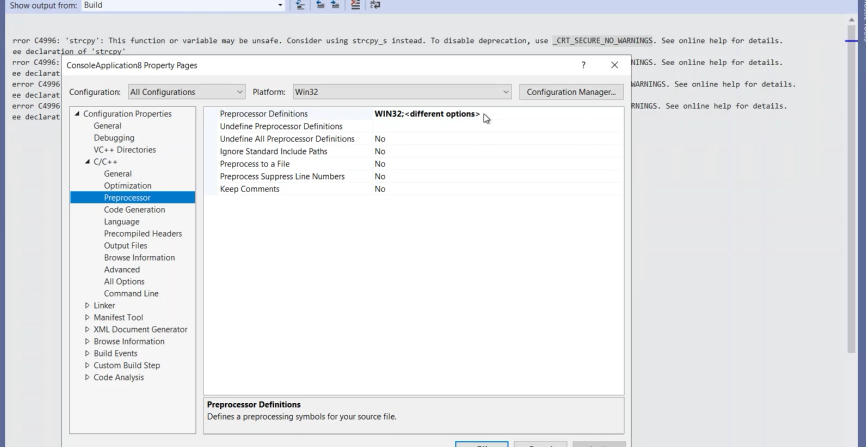 Show output from: Build
rror C4996: 'strcpy': This function or variable may be unsafe. Consider using strcpy_s instead. To disable deprecation, use _CRT_SECURE_NO_WARNINGS. See online help for details.
ee declaration of 'strcpy'
rror C4996: NINGS. See online help for details.
ee declarat
error C4996 WARNINGS. See online help for details.
ee declarat
error C4996 RNINGS. See online help for details.
ee declarat
ConsoleApplication8 Property Pages ? X
Configuration: All Configurations Platform: Win32 Configuration Manager...
Configuration Properties
General
Debugging
VC++ Directories
C/C++
General
Optimization
Preprocessor
Code Generation
Language
Precompiled Headers
Output Files
Browse Information
Advanced
All Options
Command Line
Linker
Manifest Tool
XML Document Generator
Browse Information
Build Events
Custom Build Step
Code Analysis
Preprocessor Definitions WIN32;<different options>
Undefine Preprocessor Definitions
Undefine All Preprocessor Definitions No
Ignore Standard Include Paths No
Preprocess to a File No
Preprocess Suppress Line Numbers No
Keep Comments No
Preprocessor Definitions
Defines a preprocessing symbols for your source file.